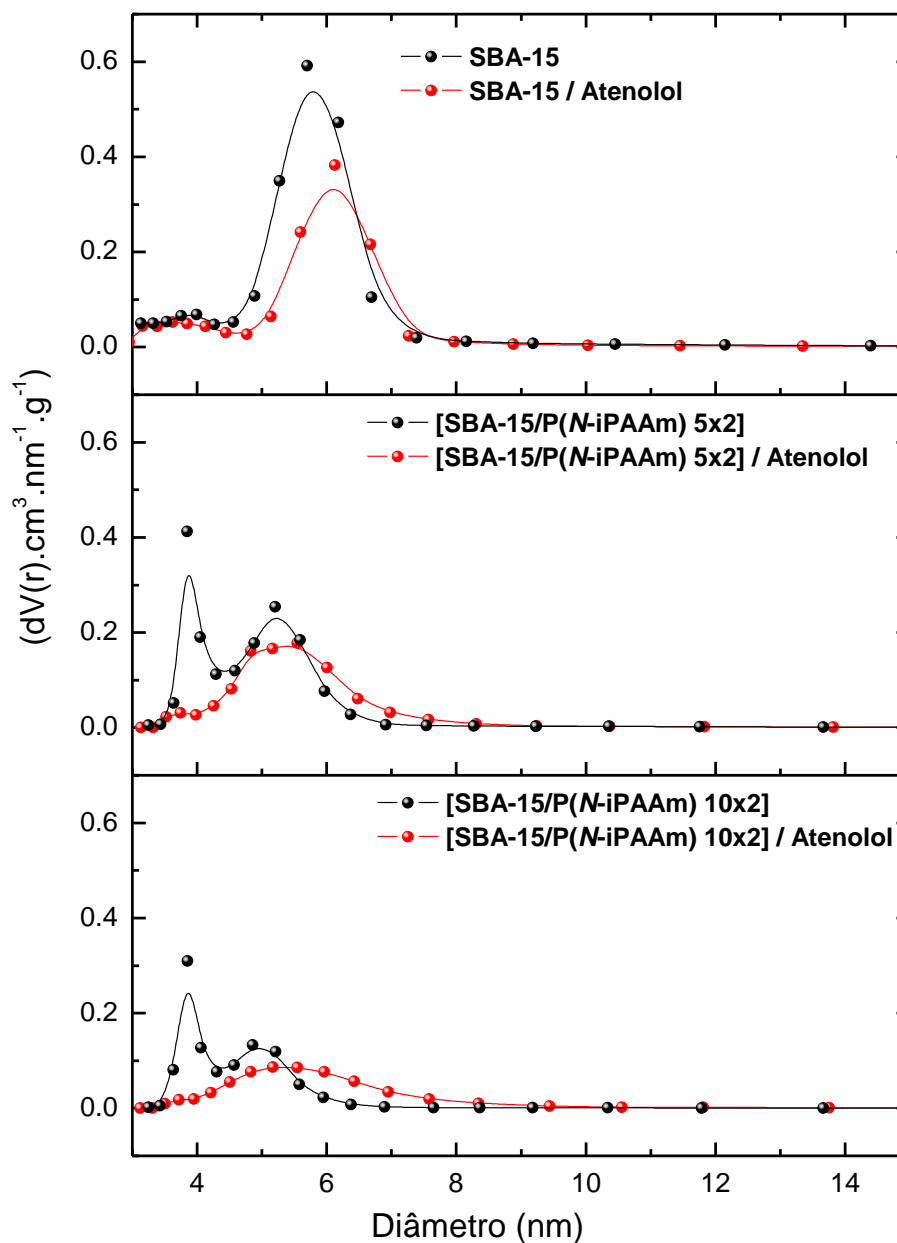 (dV(r).cm³.nm⁻¹.g⁻¹)
0.6
0.4
0.2
0.0
SBA-15
SBA-15 / Atenolol
0.6
0.4
0.2
0.0
[SBA-15/P(N-iPAAm) 5x2]
[SBA-15/P(N-iPAAm) 5x2] / Atenolol
0.6
0.4
0.2
0.0
[SBA-15/P(N-iPAAm) 10x2]
[SBA-15/P(N-iPAAm) 10x2] / Atenolol
4 6 8 10 12 14
Diâmetro (nm)